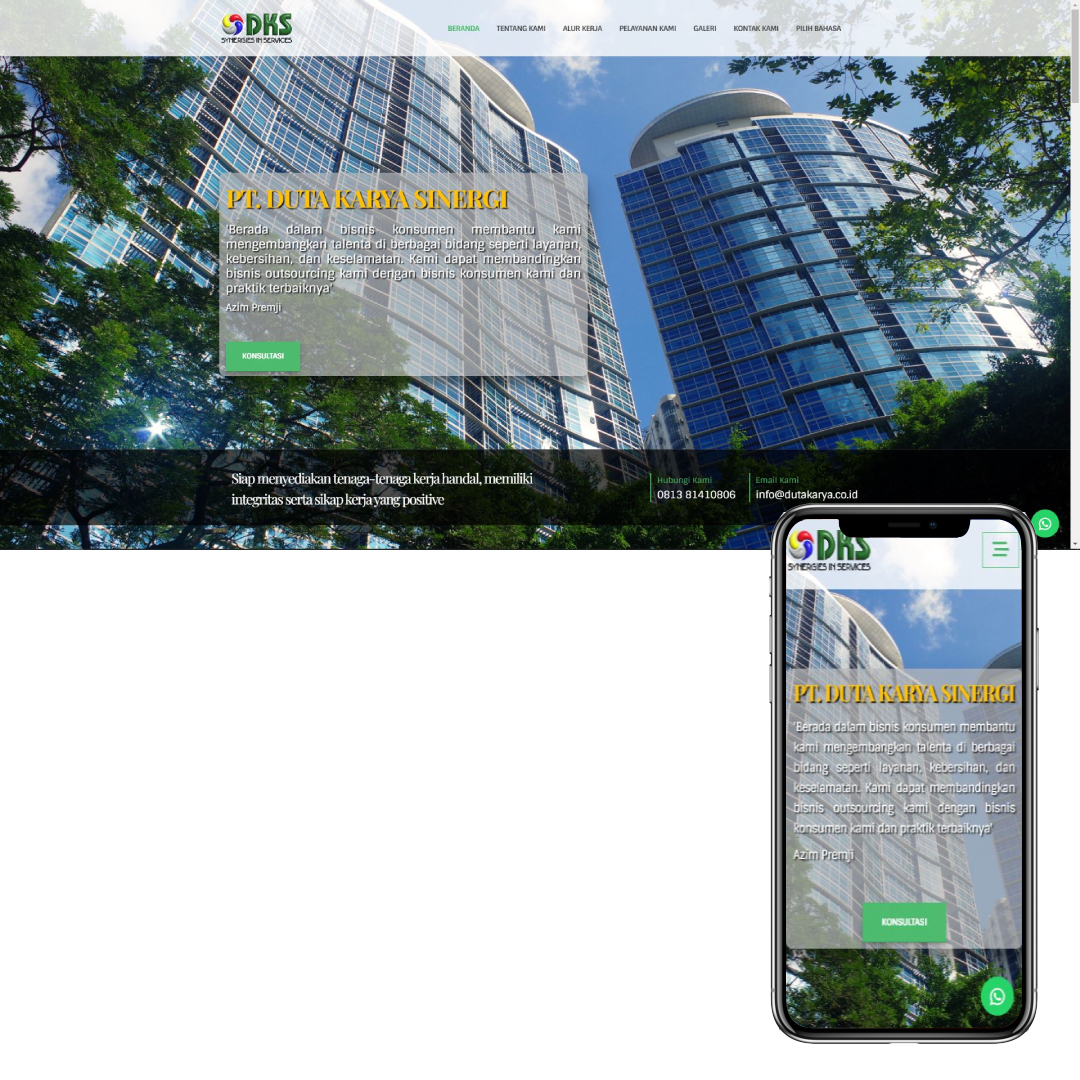 DKS
SYNERGIES IN SERVICES
BERANDA TENTANG KAMI ALUR KERJA PELAYANAN KAMI GALERI KONTAK KAMI PILIH BAHASA
PT. DUTA KARYA SINERGI
'Berada dalam bisnis konsumen membantu kami
mengembangkan talenta di berbagai bidang seperti layanan,
kebersihan, dan keselamatan. Kami dapat membandingkan
bisnis outsourcing kami dengan bisnis konsumen kami dan
praktik terbaiknya'
Azim Premji
KONSULTASI
Siap menyediakan tenaga-tenaga kerja handal, memiliki
integritas serta sikap kerja yang positive
Hubungi Kami
0813 81410806
Email Kami
info@dutakarya.co.id
DKS
SYNERGIES IN SERVICES
PT. DUTA KARYA SINERGI
'Berada dalam bisnis konsumen membantu
kami mengembangkan talenta di berbagai
bidang seperti layanan, kebersihan, dan
keselamatan. Kami dapat membandingkan
bisnis outsourcing kami dengan bisnis
konsumen kami dan praktik terbaiknya'
Azim Premji
KONSULTASI